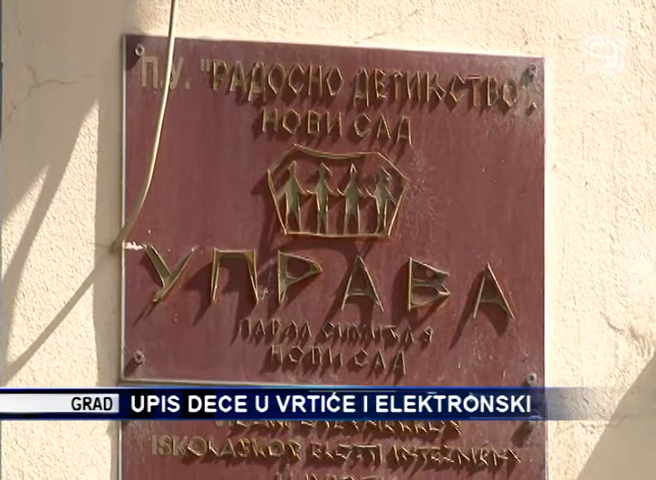 П.У. "РАДОСНО ДЕТИЊСТВО"
НОВИ САД
УПРАВА
ПАВЛА СИМИЋА 9
НОВИ САД
GRAD UPIS DECE U VRTIĆE I ELEKTRONSKI